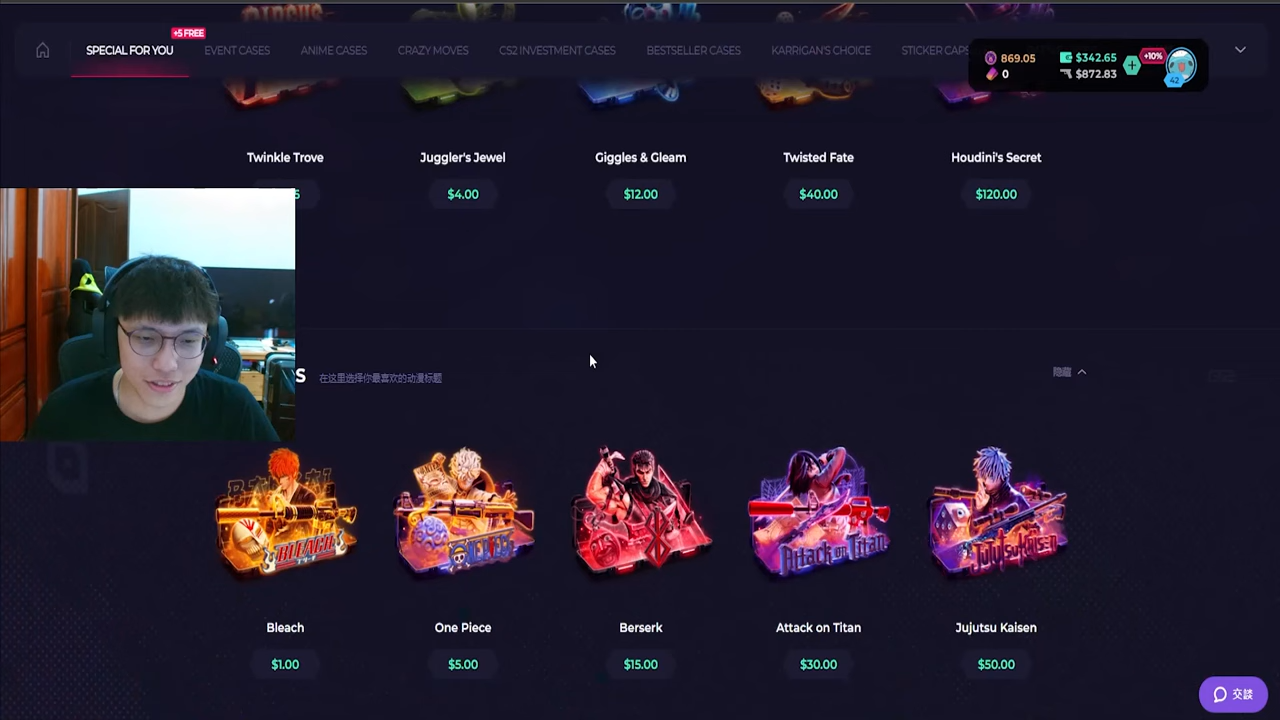 +5 FREE
SPECIAL FOR YOU
EVENT CASES
ANIME CASES
CRAZY MOVES
CS2 INVESTMENT CASES
BESTSELLER CASES
KARRIGAN'S CHOICE
STICKER CAPS
869.05
0
$342.65
$872.83
+10%
42
Twinkle Trove
Juggler's Jewel
Giggles & Gleam
Twisted Fate
Houdini's Secret
5
$4.00
$12.00
$40.00
$120.00
S
在这里选择你最喜欢的动漫标题
隐藏
BLEACH
Attack on Titan
Jujutsu Kaisen
Bleach
One Piece
Berserk
Attack on Titan
Jujutsu Kaisen
$1.00
$5.00
$15.00
$30.00
$50.00
交談